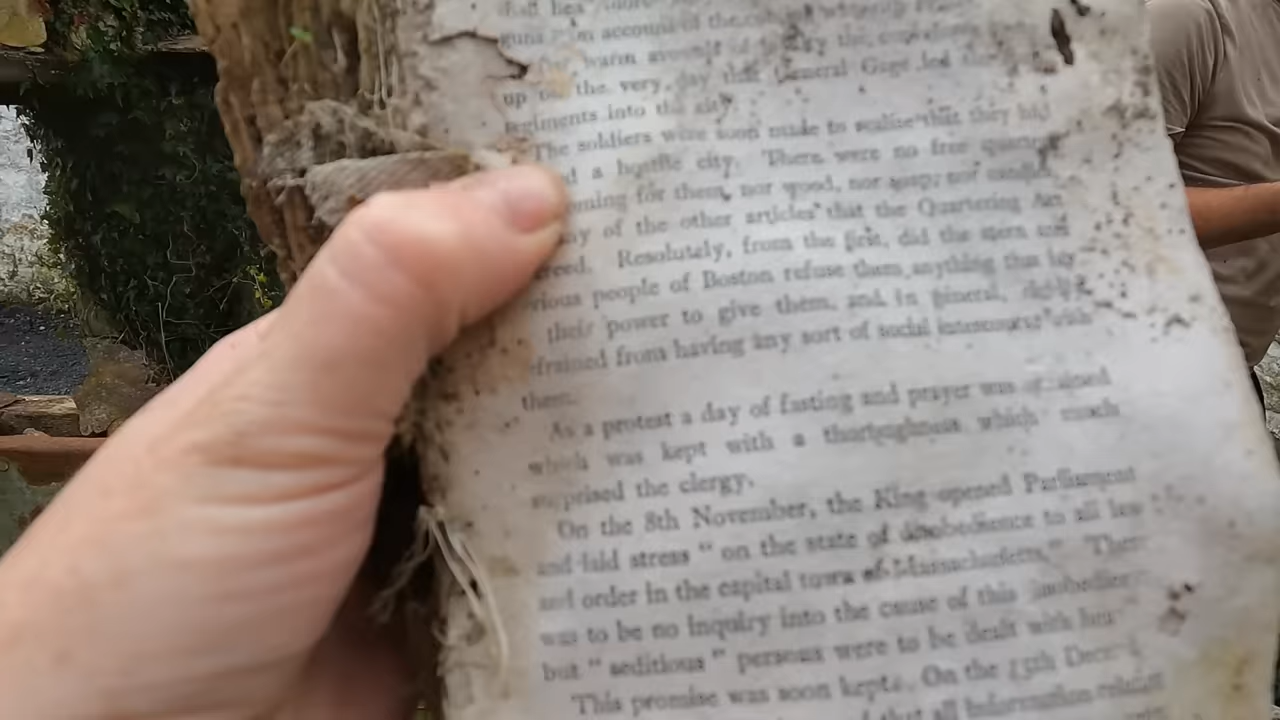 guns account of the
warm
up the very day that General Gage led
regiments into the city.
The soldiers were soon made to realise that they had
a hostile city. There were no free
for them, nor wood, nor soap, nor
of the other articles that the Quartering Act
Resolutely, from the first, did the stern and
people of Boston refuse them anything that lay
their power to give them, and in general,
frained from having any sort of social intercourse with
them.
As a protest a day of fasting and prayer was
which was kept with a thoroughness which much
surprised the clergy.
On the 8th November, the King opened Parliament
and laid stress " on the state of disobedience to all law
and order in the capital town of Massachusetts." There
was to be no inquiry into the cause of this
but " seditious " persons were to be dealt with
This promise was soon kept. On the
that all information